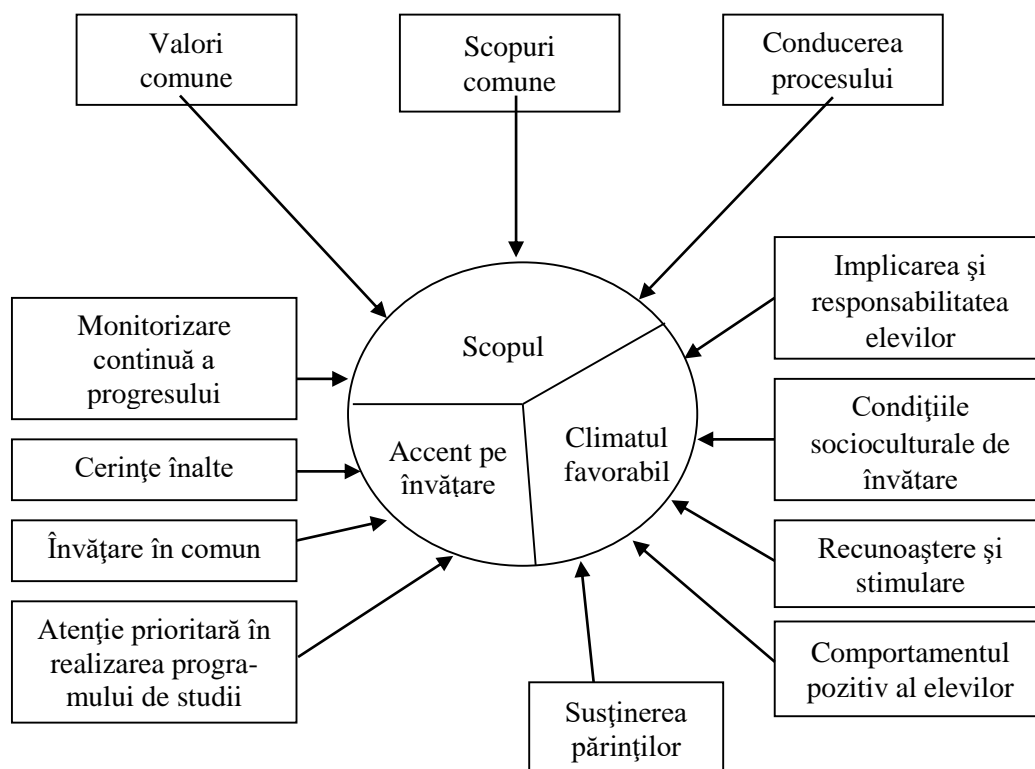 Valori
comune
Scopuri
comune
Conducerea
procesului
Monitorizare
continuă a
progresului
Cerinţe înalte
Învăţare în comun
Atenţie prioritară în
realizarea progra-
mului de studii
Scopul
Accent pe
învăţare
Climatul
favorabil
Implicarea şi
responsabilitatea
elevilor
Condiţiile
socioculturale de
învătare
Recunoaştere şi
stimulare
Comportamentul
pozitiv al elevilor
Susţinerea
părinţilor